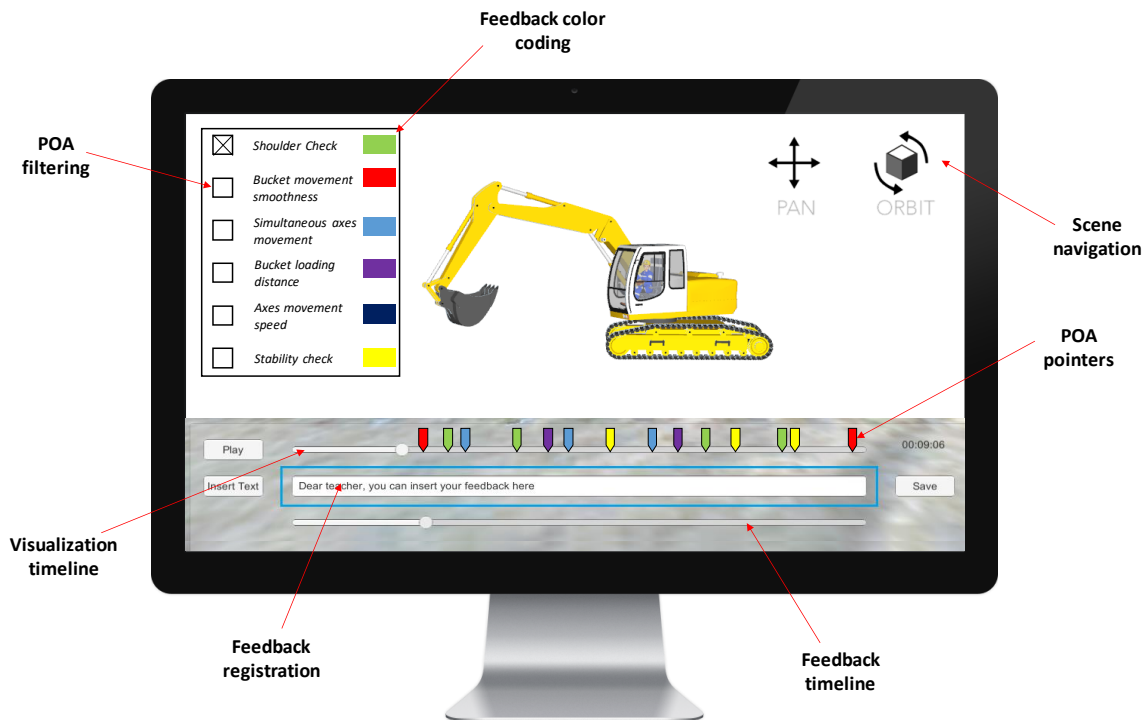 Feedback color
coding
POA
filtering
Shoulder Check
Bucket movement
smoothness
Simultaneous axes
movement
Bucket loading
distance
Axes movement
speed
Stability check
PAN
ORBIT
Scene
navigation
POA
pointers
Play
00:09:06
Insert Text
Dear teacher, you can insert your feedback here
Save
Visualization
timeline
Feedback
registration
Feedback
timeline